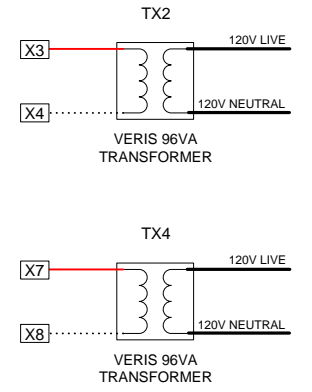 TX2
X3
120V LIVE
X4
120V NEUTRAL
VERIS 96VA
TRANSFORMER
TX4
X7
120V LIVE
X8
120V NEUTRAL
VERIS 96VA
TRANSFORMER